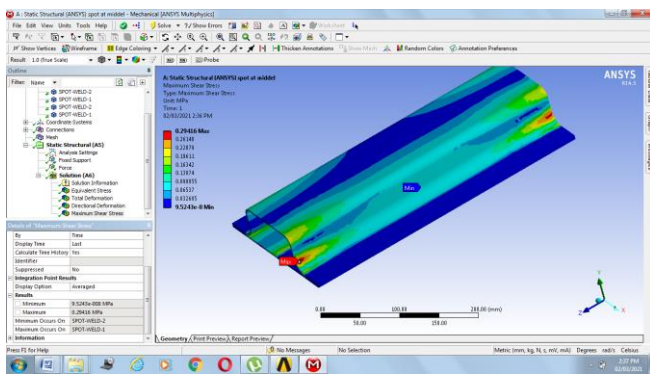 A : Static Structural (ANSYS) spot at middel - Mechanical [ANSYS Multiphysics]
File Edit View Units Tools Help Solve ?/ Show Errors Worksheet
Show Vertices Wireframe Edge Coloring Thicken Annotations Show Mesh Random Colors Annotation Preferences
Result 1.0 (True Scale) Probe
Outline
Filter: Name
SPOT-WELD-2
SPOT-WELD-1
SPOT-WELD-2
SPOT-WELD-1
Coordinate Systems
Connections
Mesh
Static Structural (A5)
Analysis Settings
Fixed Support
Force
Solution (A6)
Solution Information
Equivalent Stress
Total Deformation
Directional Deformation
Maximum Shear Stress
Details of "Maximum Shear Stress"
By Time
Display Time Last
Calculate Time History Yes
Identifier
Suppressed No
Integration Point Results
Display Option Averaged
Results
Minimum 9.5243e-008 MPa
Maximum 0.29416 MPa
Minimum Occurs On SPOT-WELD-2
Maximum Occurs On SPOT-WELD-1
Information
A: Static Structural (ANSYS) spot at middel
Maximum Shear Stress
Type: Maximum Shear Stress
Unit: MPa
Time: 1
02/03/2021 2:36 PM
0.29416 Max
0.26148
0.22879
0.19611
0.16342
0.13074
0.098055
0.06537
0.032685
9.5243e-8 Min
ANSYS
Min
Max
0.00 100.00 200.00 (mm)
50.00 150.00
Y
Z X
Geometry Print Preview Report Preview
Press F1 for Help No Messages No Selection Metric (mm, kg, N, s, mV, mA) Degrees rad/s Celsius
2:37 PM
02/03/2021